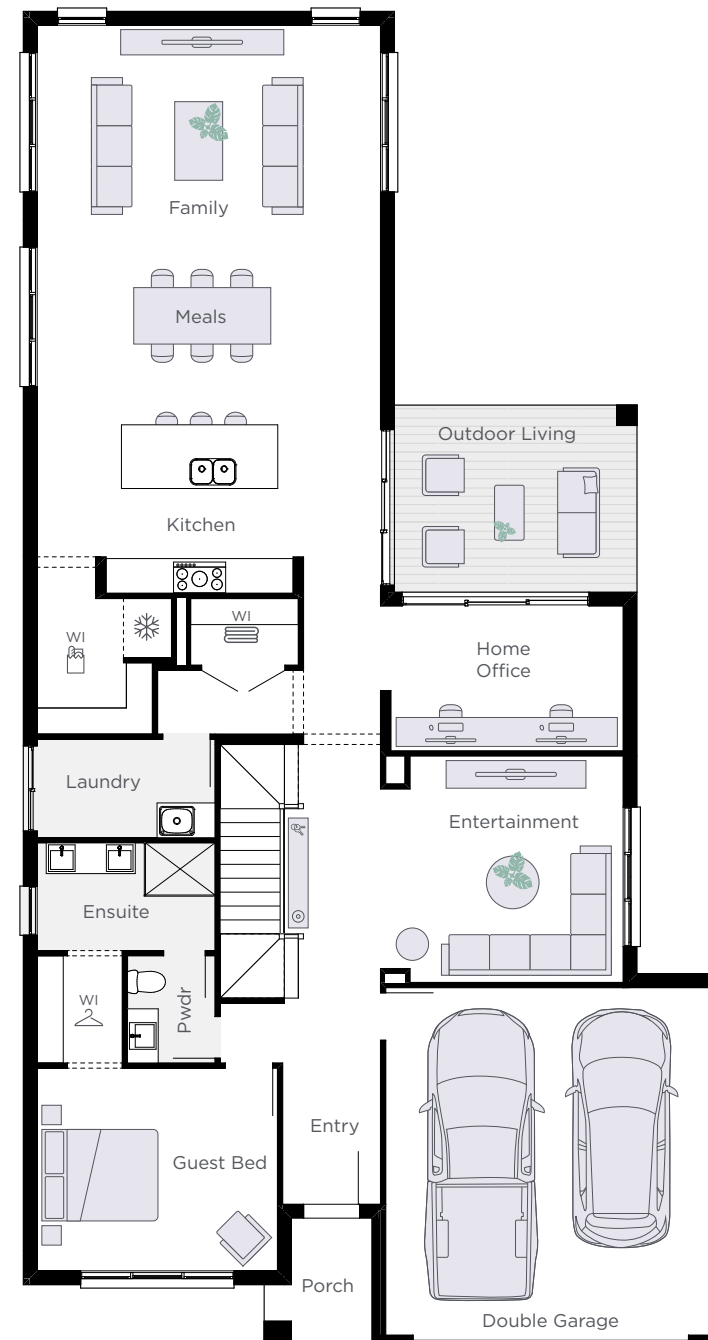 Family
Meals
Outdoor Living
Kitchen
WI
WI
Home
Office
Laundry
Entertainment
Ensuite
WI
Pwdr
Entry
Guest Bed
Porch
Double Garage